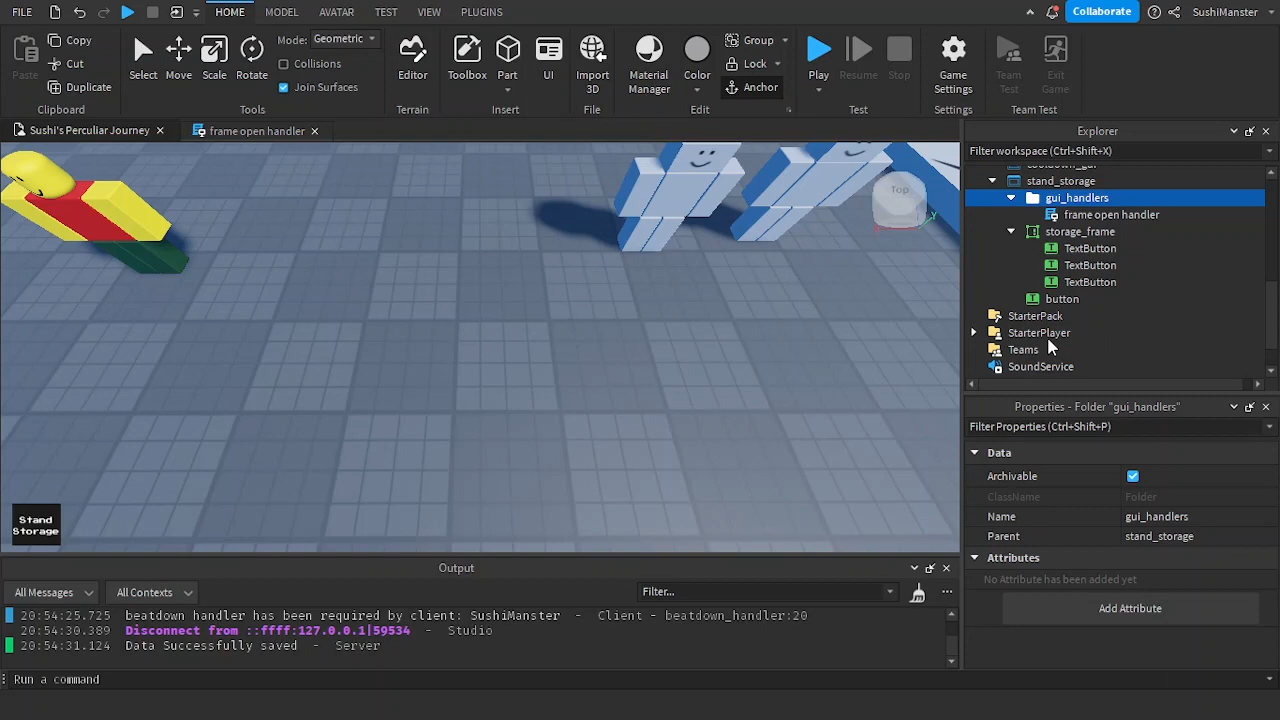 FILE HOME MODEL AVATAR TEST VIEW PLUGINS Collaborate SushiManster
Paste Copy Cut Duplicate Clipboard
Select Move Scale Rotate Mode: Geometric Collisions Join Surfaces Tools
Editor Terrain
Toolbox Part UI Insert
Import 3D File
Material Manager Color Group Lock Anchor Edit
Play Resume Stop Test
Game Settings Settings
Team Test Exit Game Team Test
Sushi's Perculiar Journey frame open handler
Top
Stand
Storage
Explorer
Filter workspace (Ctrl+Shift+X)
stand_storage
gui_handlers
frame open handler
storage_frame
TextButton
TextButton
TextButton
button
StarterPack
StarterPlayer
Teams
SoundService
Properties - Folder "gui_handlers"
Filter Properties (Ctrl+Shift+P)
Data
Archivable
ClassName Folder
Name gui_handlers
Parent stand_storage
Attributes
No Attribute has been added yet
Add Attribute
Output
All Messages All Contexts Filter...
20:54:25.725 beatdown handler has been required by client: SushiManster - Client - beatdown_handler:20
20:54:30.389 Disconnect from ::ffff:127.0.0.1|59534 - Studio
20:54:31.124 Data Successfully saved - Server
Run a command